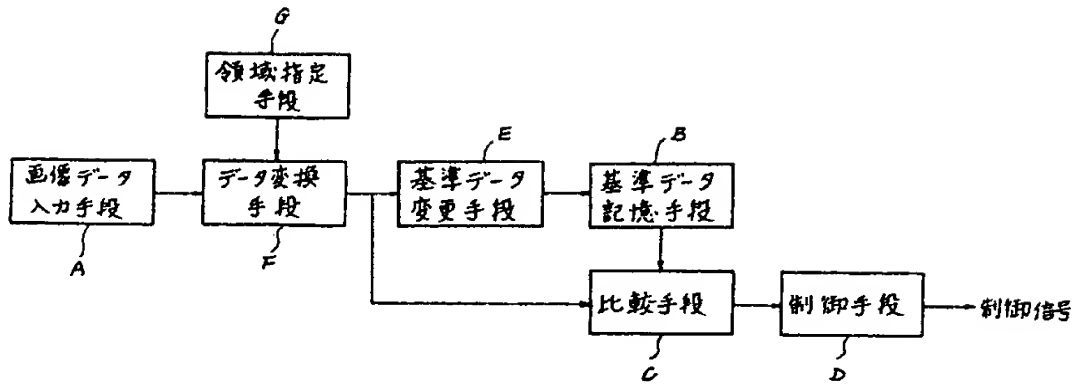 G
領域指定
手段
E
B
画像データ
入力手段
データ変換
手段
基準データ
変更手段
基準データ
記憶手段
A
F
比較手段
制御手段
制御信号
C
D